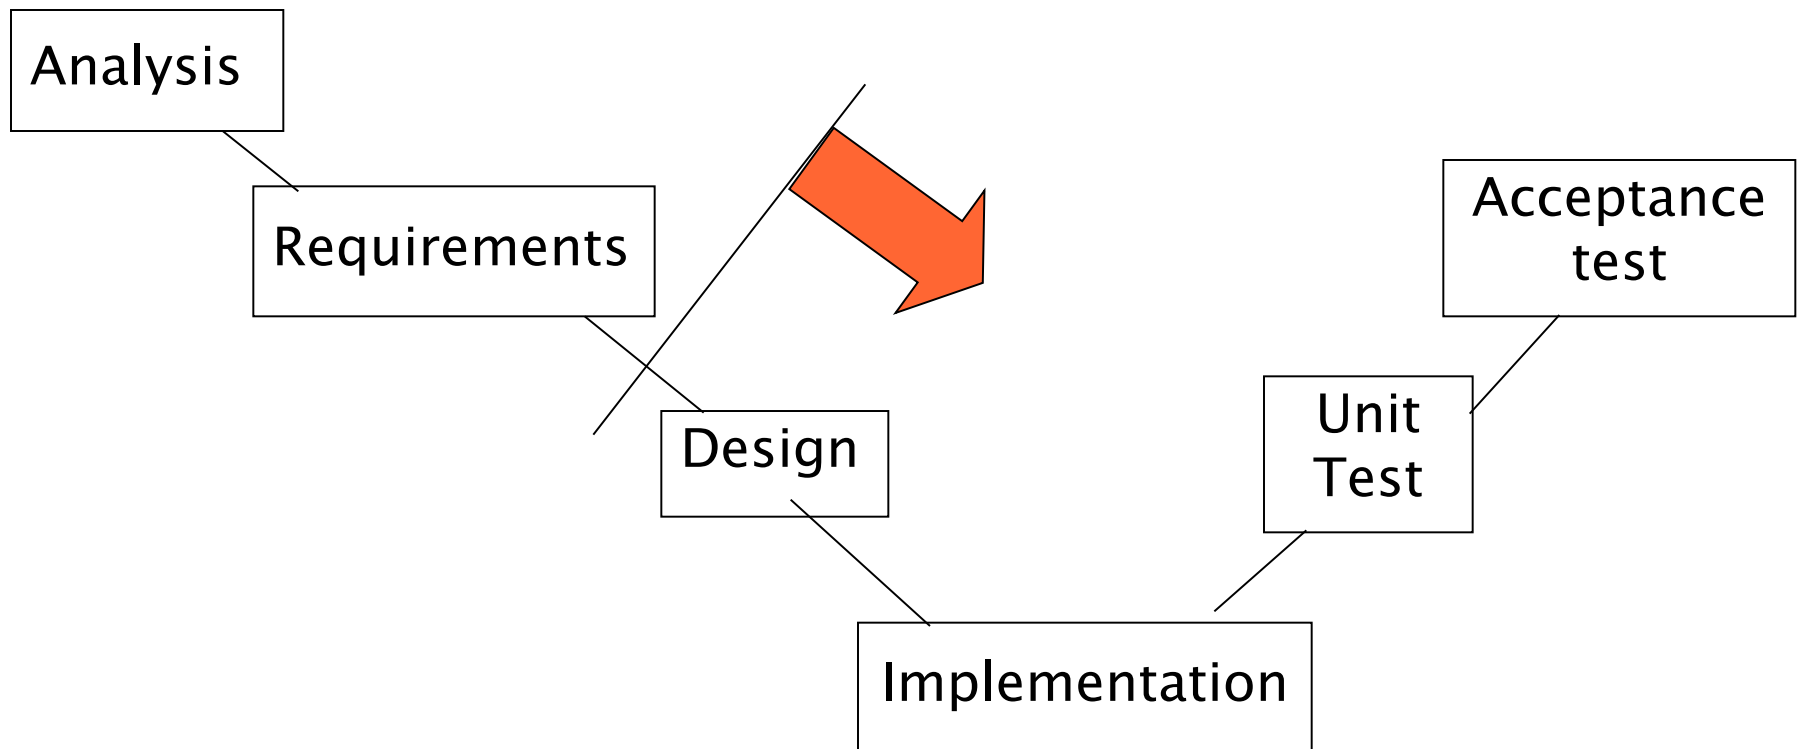 Analysis
Requirements
Design
Implementation
Unit
Test
Acceptance
test